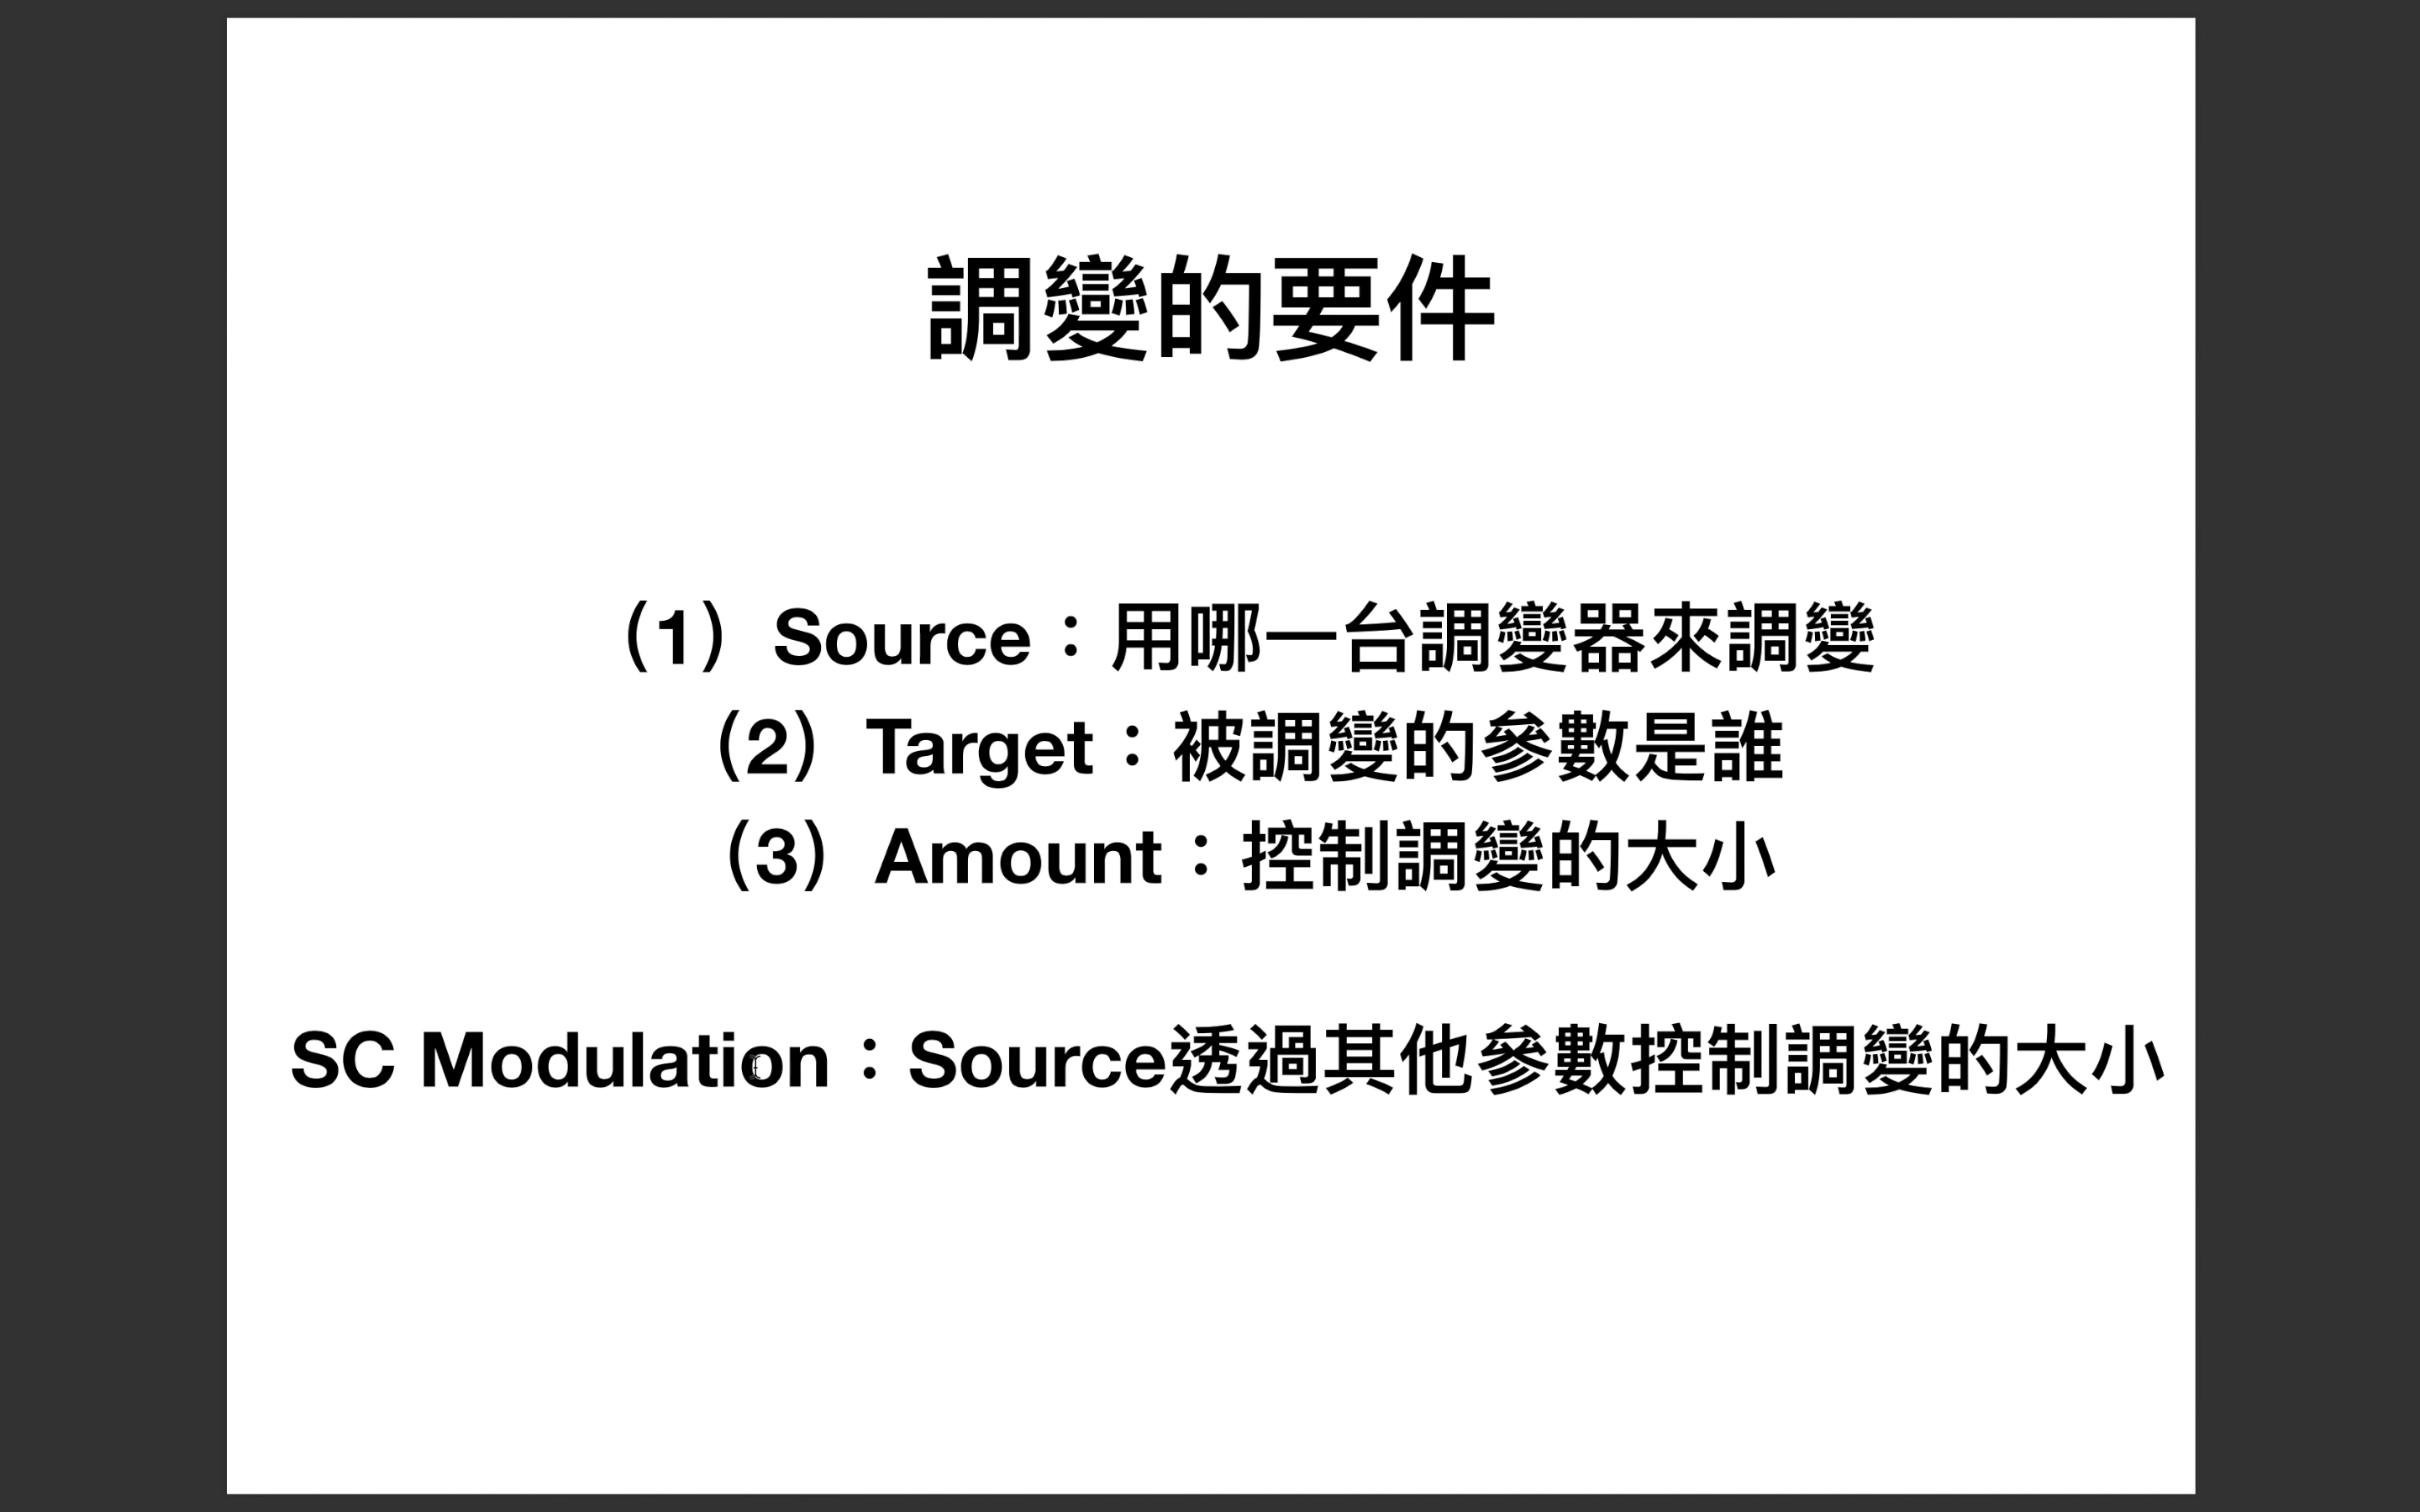 調變的要件
（1）Source：用哪一台調變器來調變
（2）Target：被調變的參數是誰
（3）Amount：控制調變的大小
SC Modulation：Source透過其他參數控制調變的大小